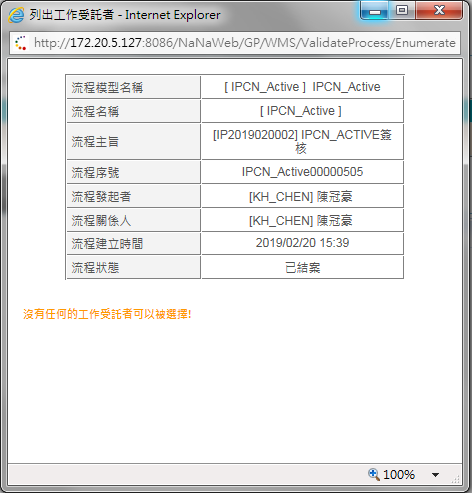 列出工作受託者 - Internet Explorer
http://172.20.5.127:8086/NaNaWeb/GP/WMS/ValidateProcess/Enumerate
流程模型名稱 [ IPCN_Active ] IPCN_Active
流程名稱 [ IPCN_Active ]
流程主旨 [IP2019020002] IPCN_ACTIVE簽
核
流程序號 IPCN_Active00000505
流程發起者 [KH_CHEN] 陳冠豪
流程關係人 [KH_CHEN] 陳冠豪
流程建立時間 2019/02/20 15:39
流程狀態 已結案
沒有任何的工作受託者可以被選擇!
100%